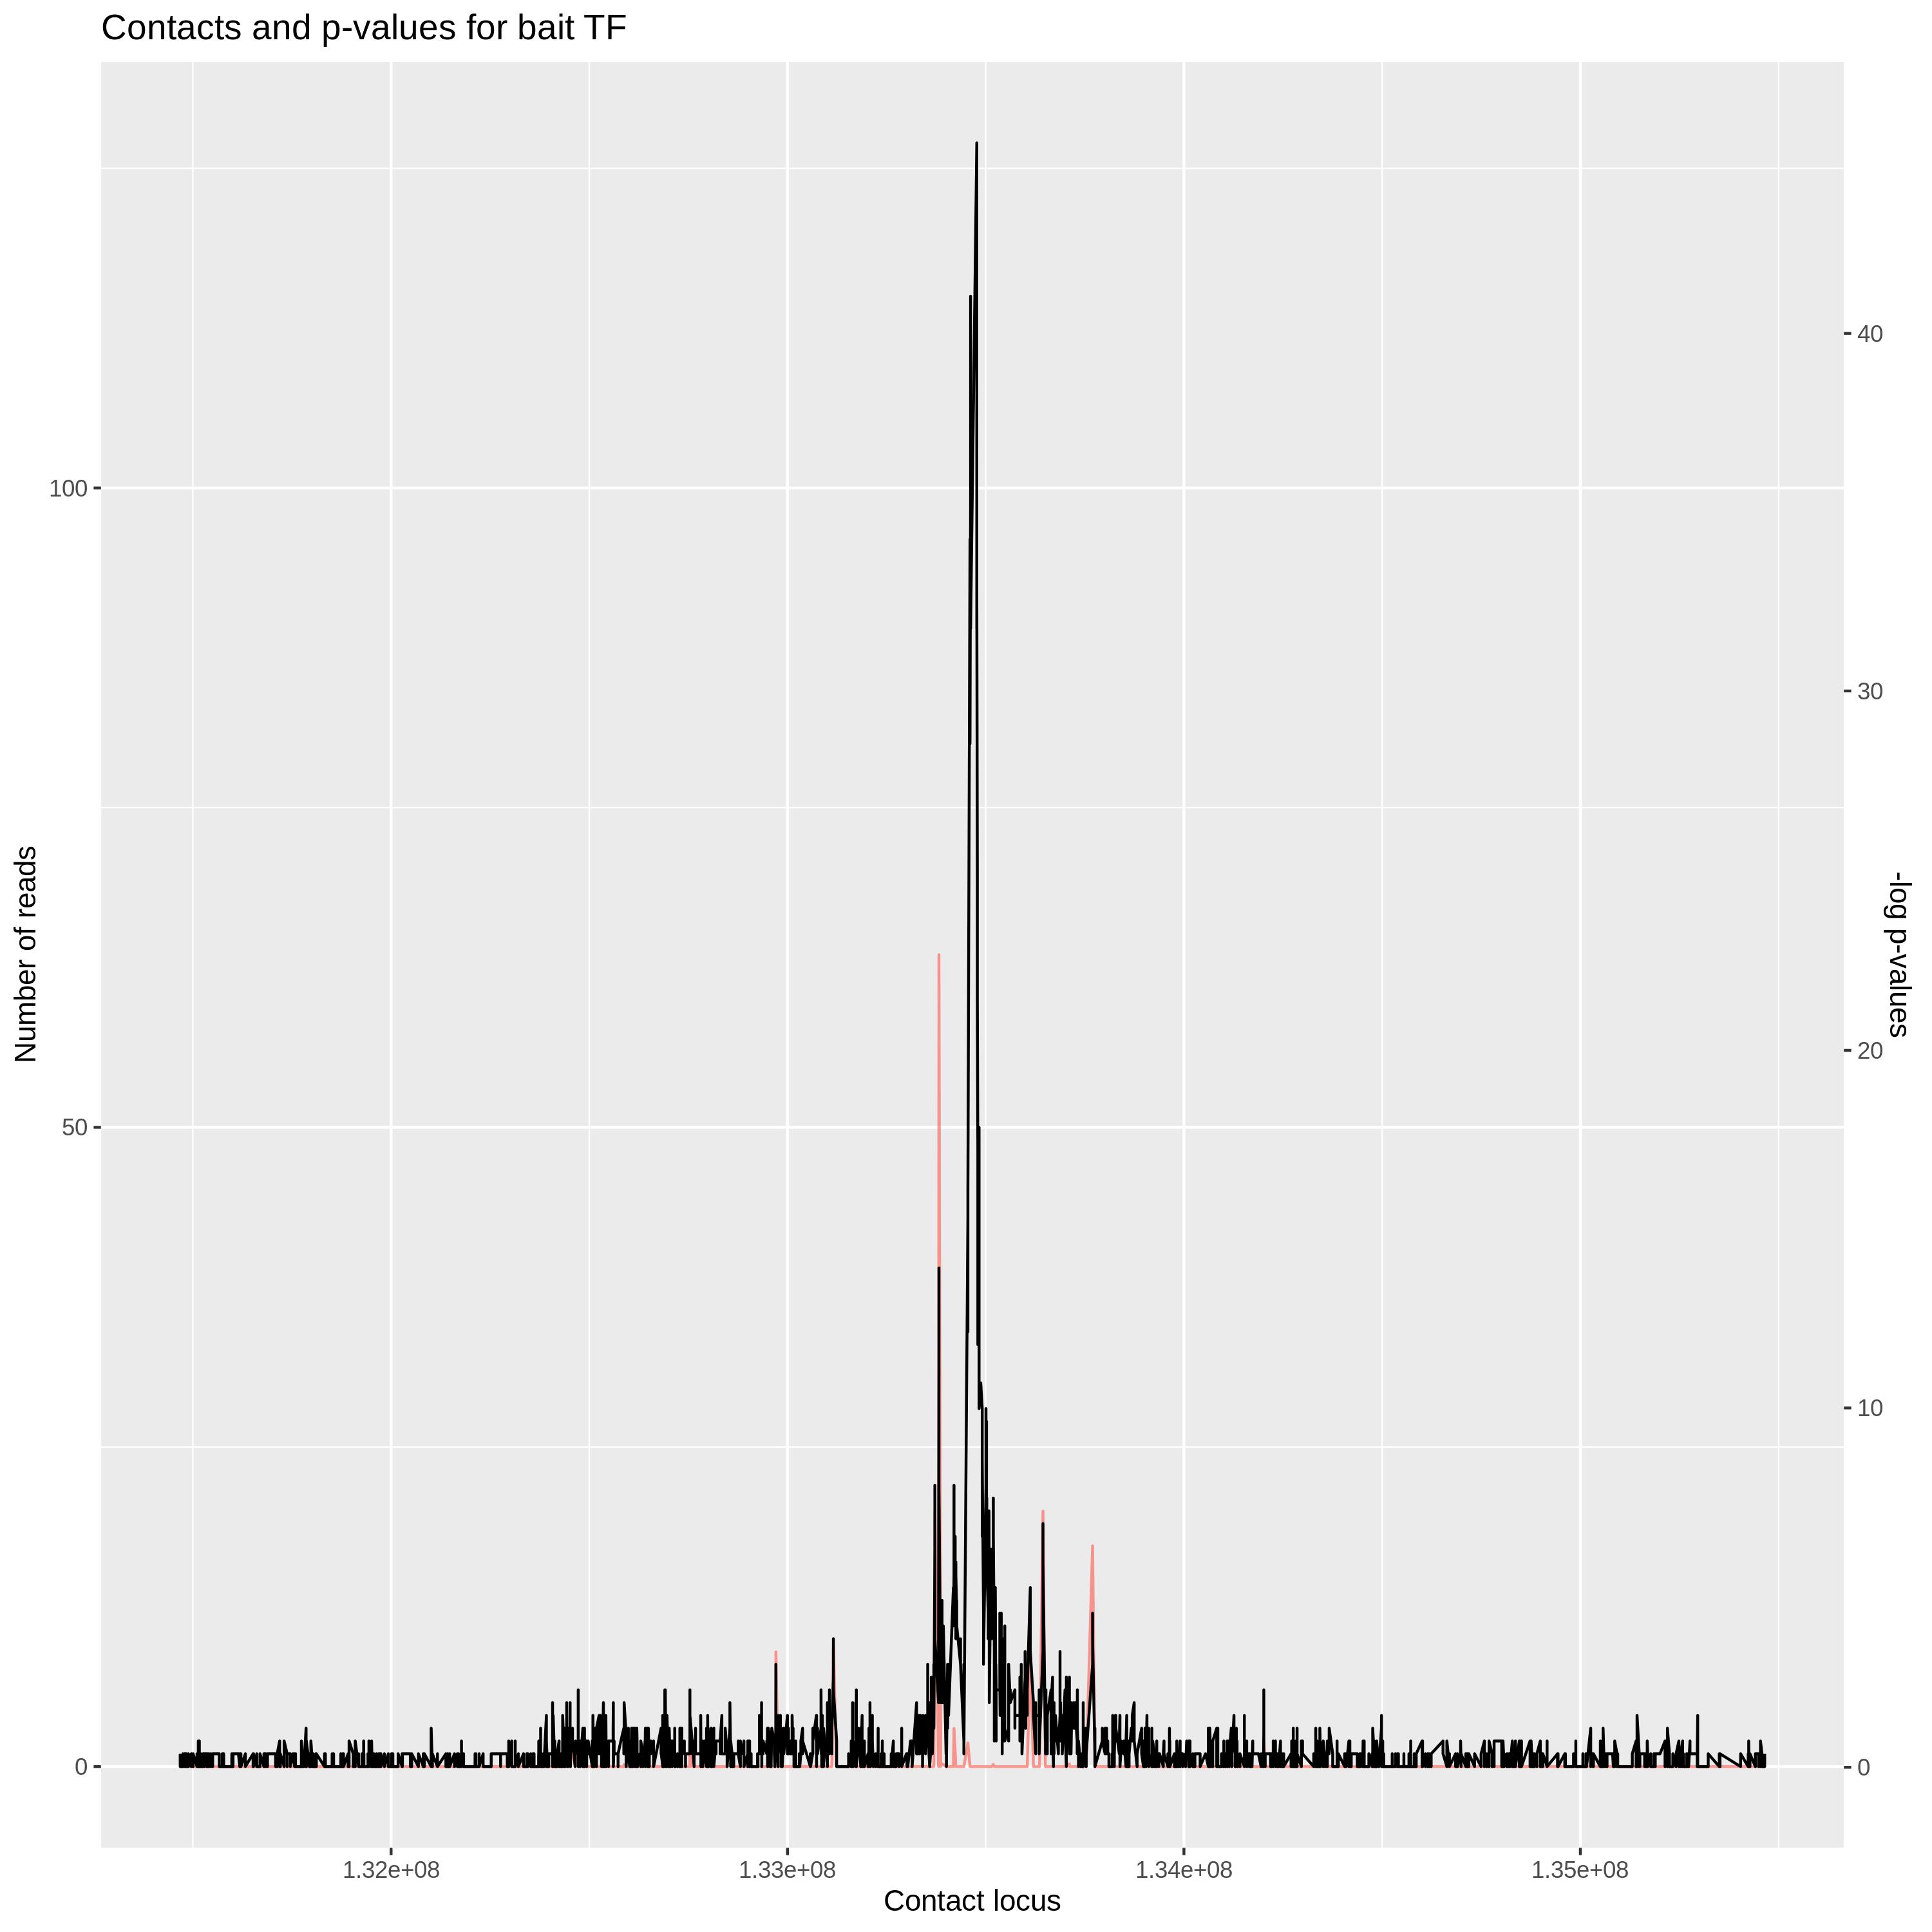 Contacts and p-values for bait TF
Number of reads
100
50
0
40
30
20
10
0
-log p-values
1.32e+08
1.33e+08
1.34e+08
1.35e+08
Contact locus